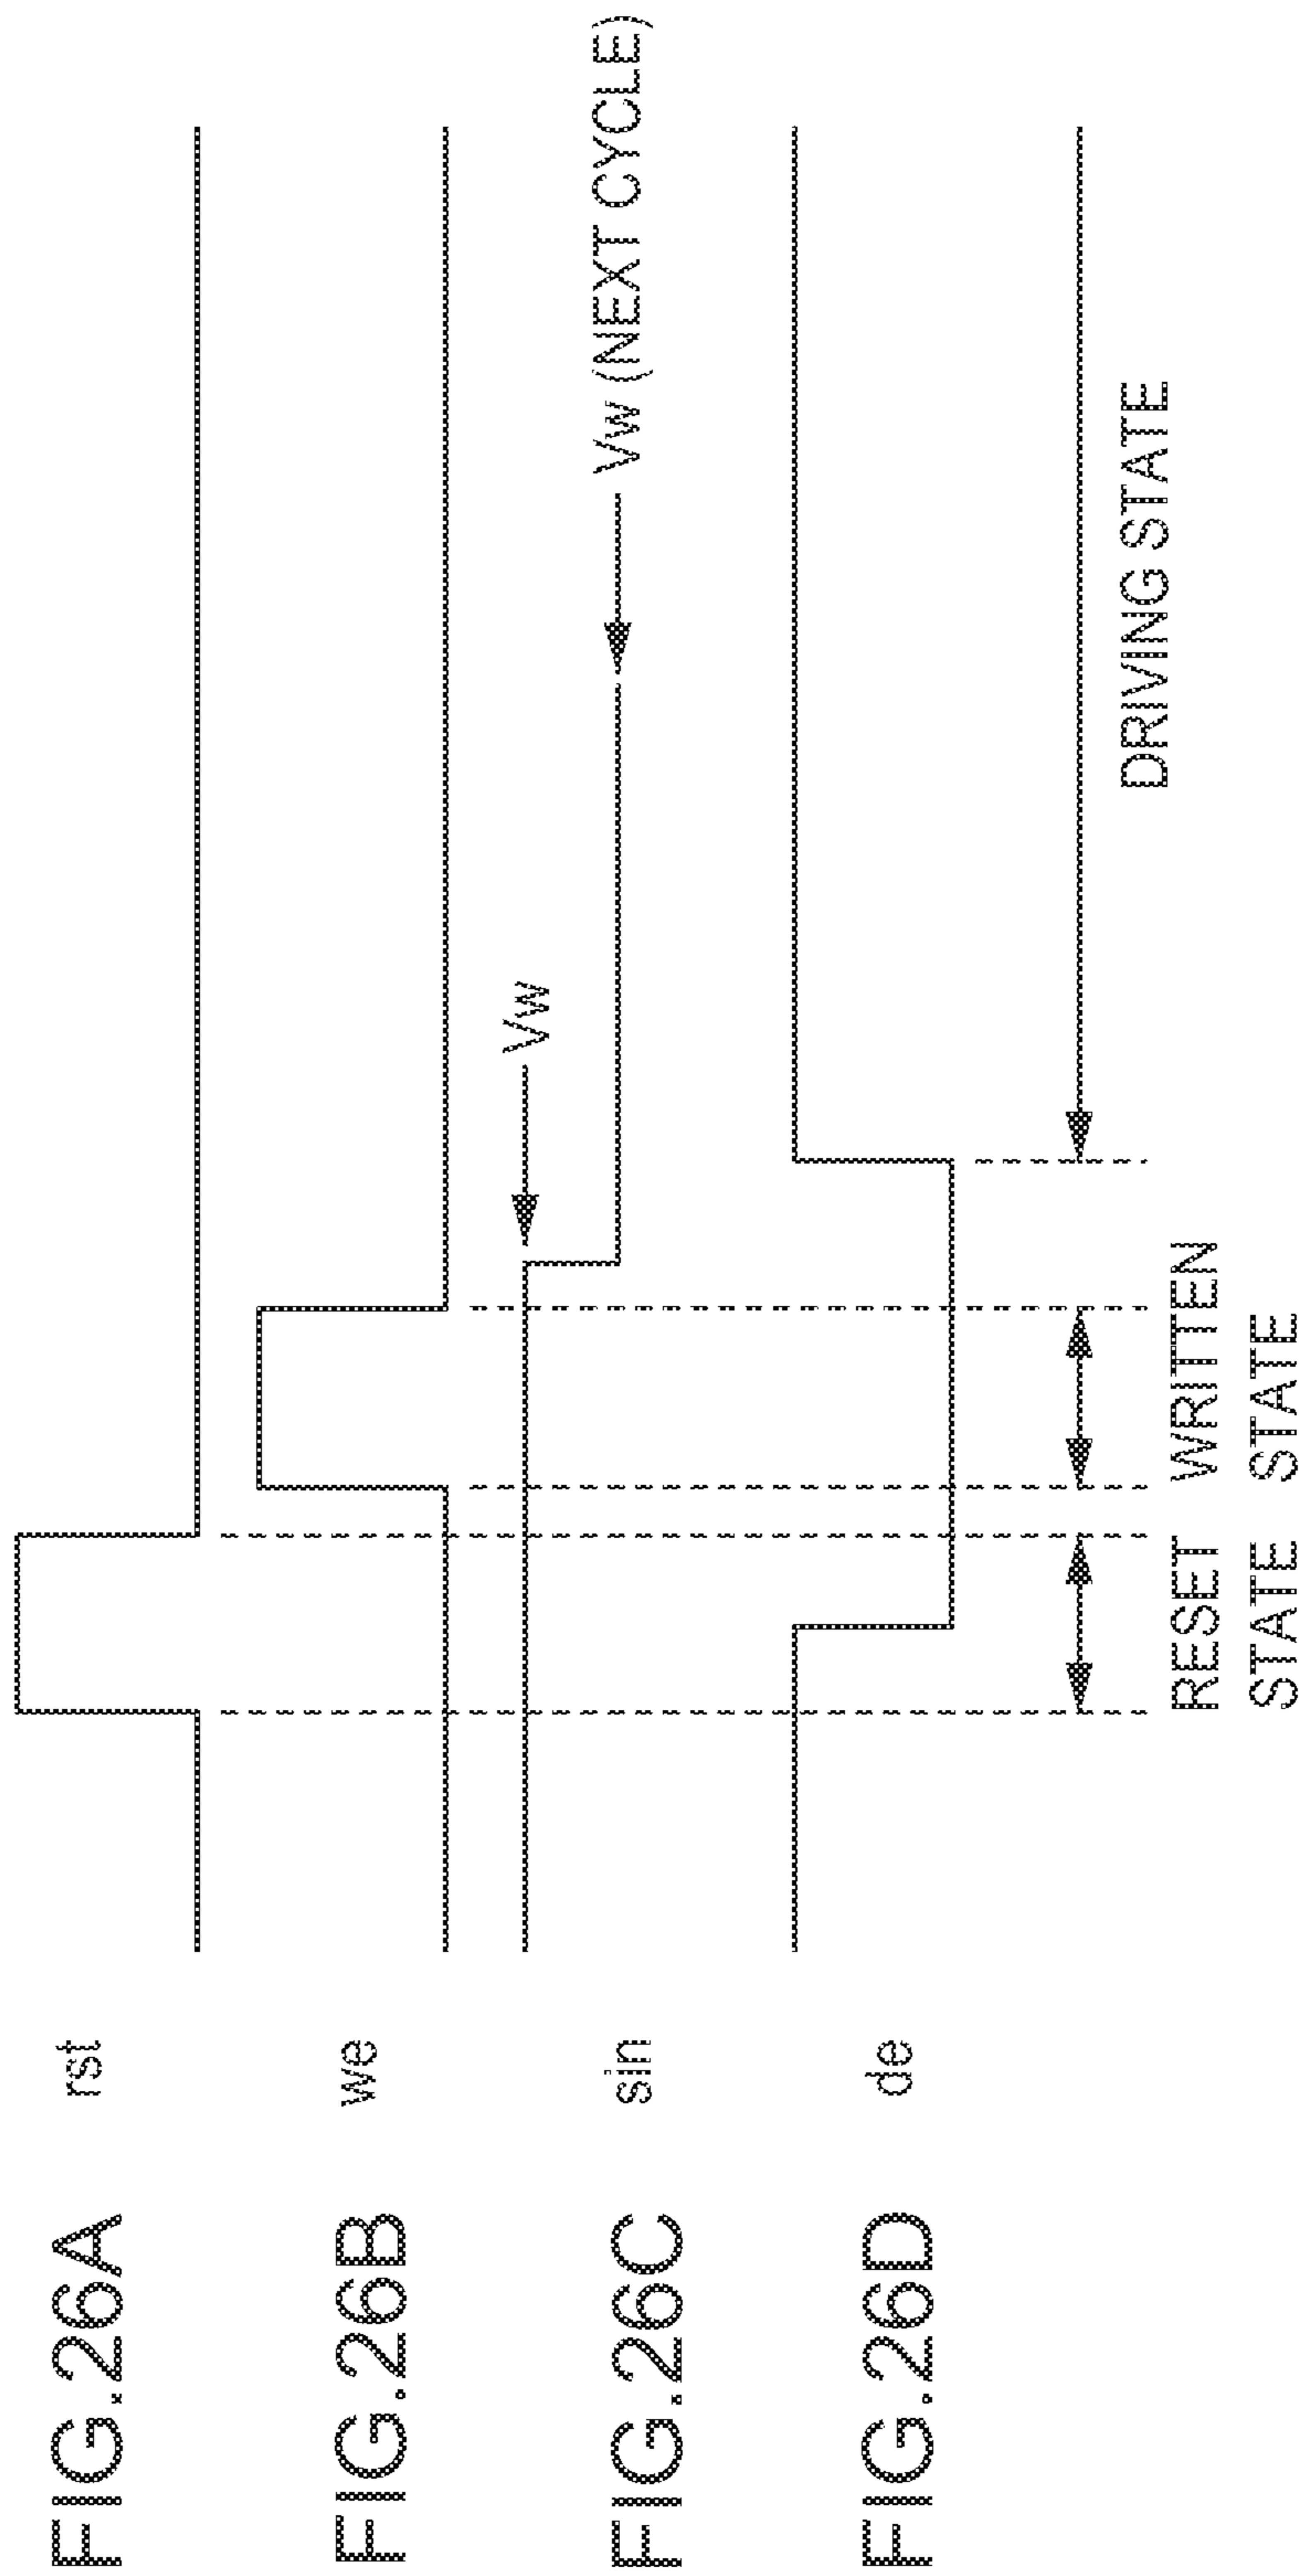 FIG.26A rst
FIG.26B we
Vw
FIG.26C sin
Vw (NEXT CYCLE)
FIG.26D de
DRIVING STATE
RESET
STATE
WRITTEN
STATE